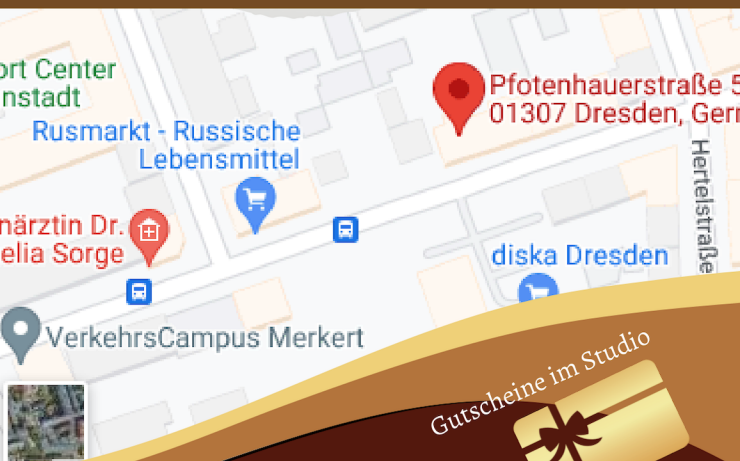 ort Center
nstadt
Pfotenhauerstraße 5
01307 Dresden, Ger
Rusmarkt - Russische
Lebensmittel
närztin Dr.
elia Sorge
Hertelstraße
diska Dresden
VerkehrsCampus Merkert
Gutscheine im Studio